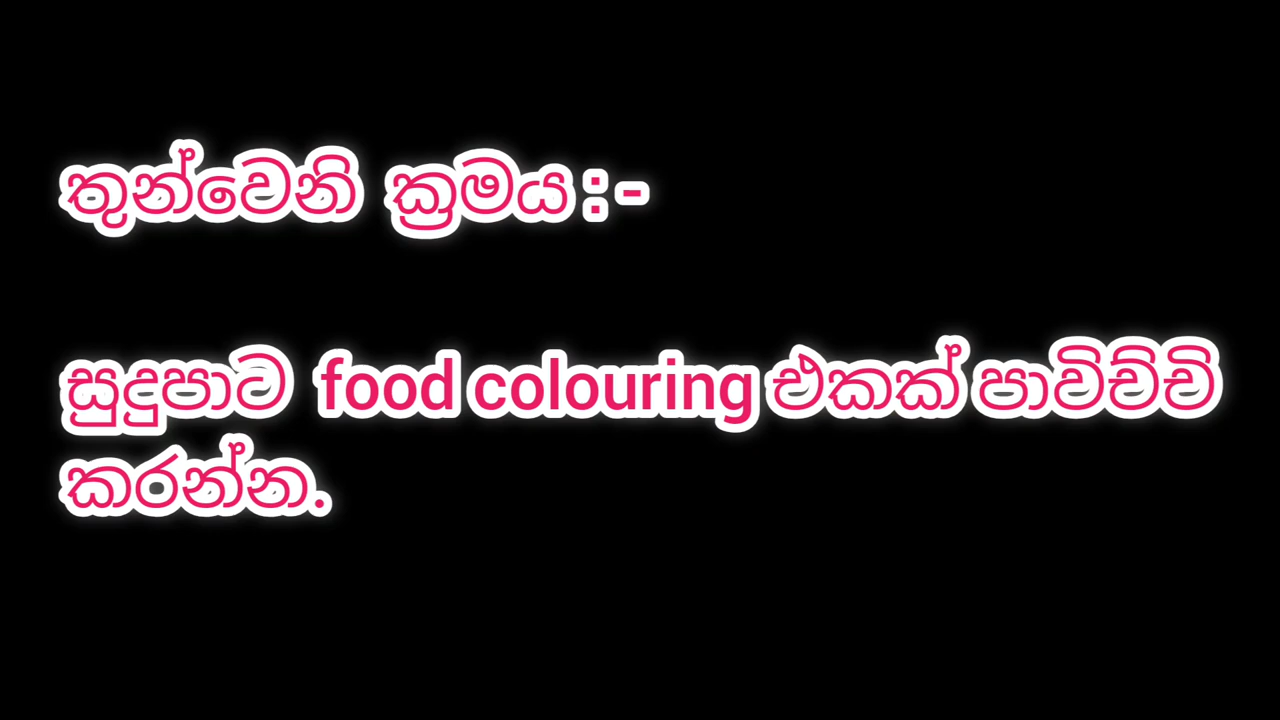 තුන්වෙනි ක්‍රමය:-
සුදුපාට food colouring එකක් පාවිච්චි
කරන්න.